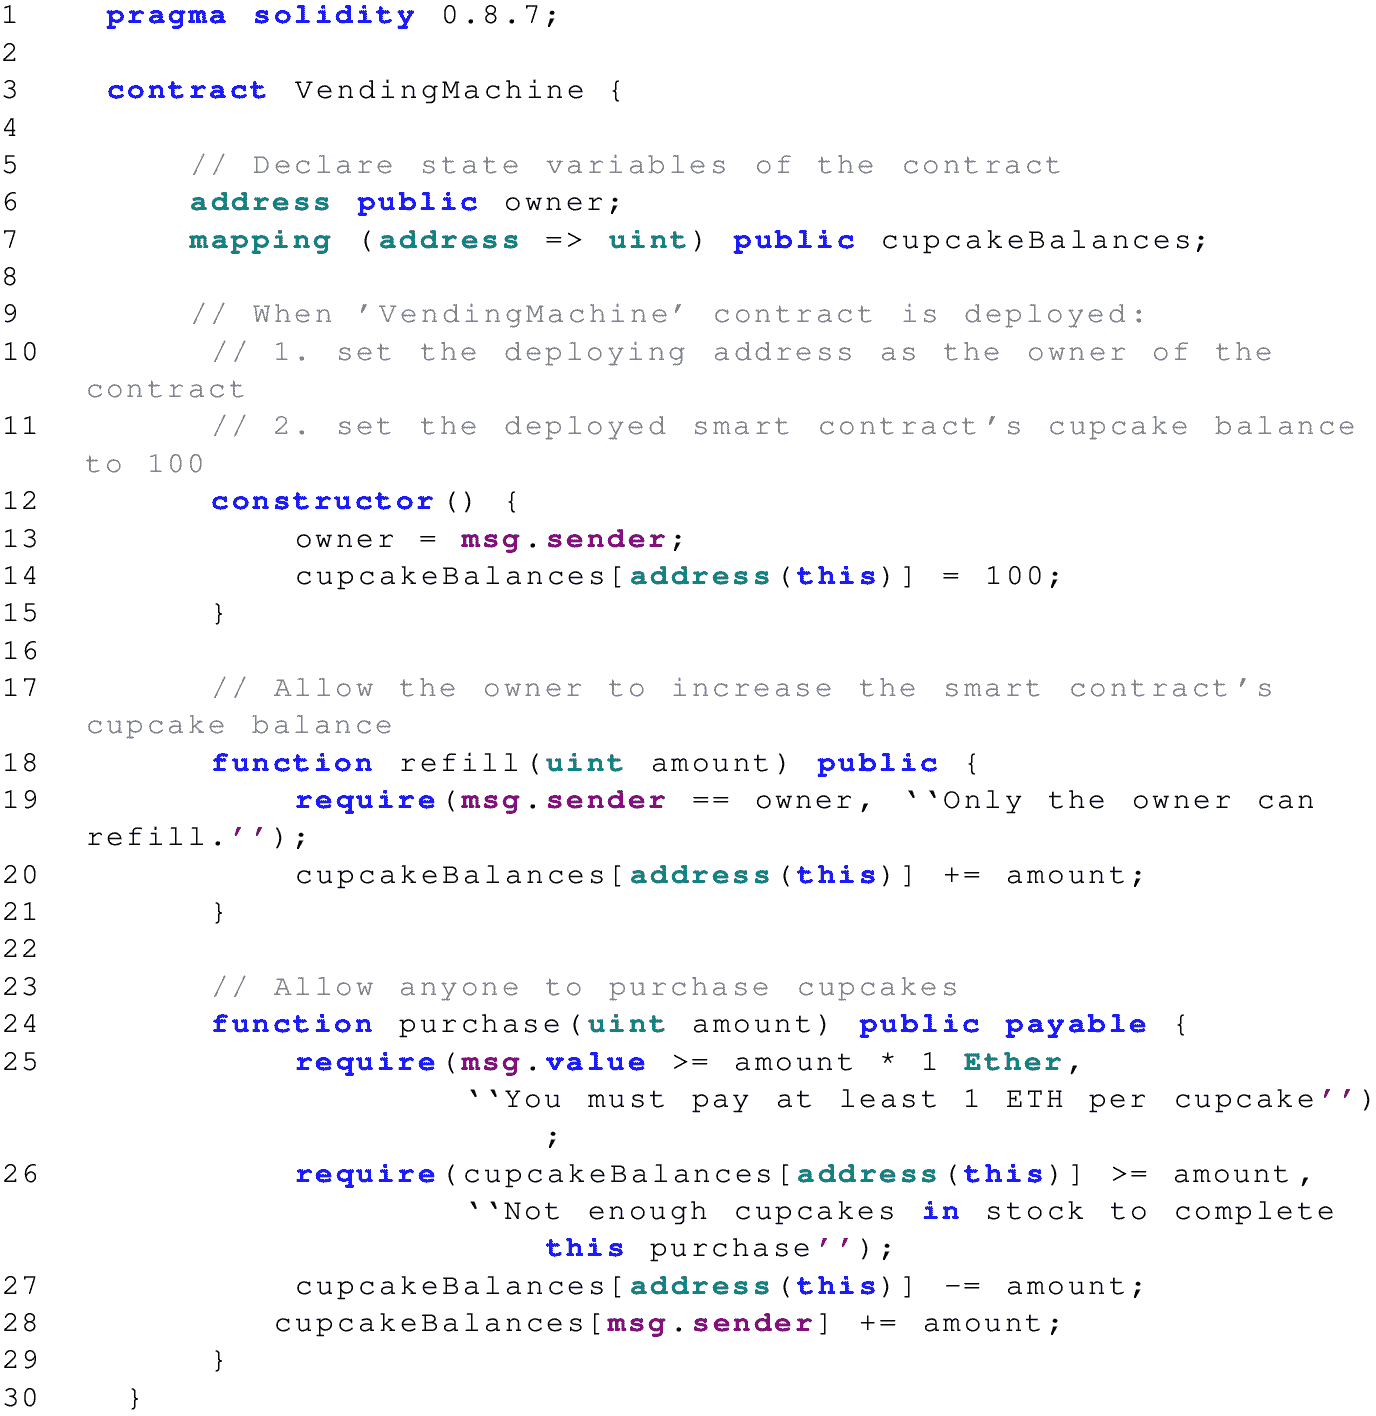 1 pragma solidity 0.8.7;
2
3 contract VendingMachine {
4
5 // Declare state variables of the contract
6 address public owner;
7 mapping (address => uint) public cupcakeBalances;
8
9 // When ’VendingMachine’ contract is deployed:
10 // 1. set the deploying address as the owner of the
contract
11 // 2. set the deployed smart contract’s cupcake balance
to 100
12 constructor() {
13 owner = msg.sender;
14 cupcakeBalances[address(this)] = 100;
15 }
16
17 // Allow the owner to increase the smart contract’s
cupcake balance
18 function refill(uint amount) public {
19 require(msg.sender == owner, ‘‘Only the owner can
refill.’’);
20 cupcakeBalances[address(this)] += amount;
21 }
22
23 // Allow anyone to purchase cupcakes
24 function purchase(uint amount) public payable {
25 require(msg.value >= amount * 1 Ether,
‘‘You must pay at least 1 ETH per cupcake’’)
;
26 require(cupcakeBalances[address(this)] >= amount,
‘‘Not enough cupcakes in stock to complete
this purchase’’);
27 cupcakeBalances[address(this)] -= amount;
28 cupcakeBalances[msg.sender] += amount;
29 }
30 }